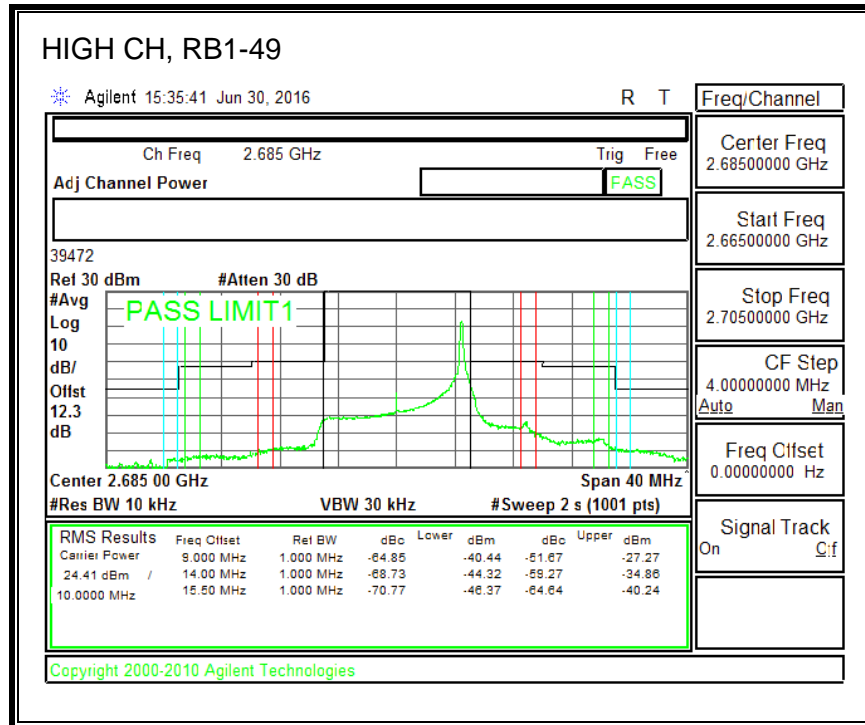 HIGH CH, RB1-49
Agilent 15:35:41 Jun 30, 2016 R T
Freq/Channel
Ch Freq 2.685 GHz Trig Free
Adj Channel Power PASS
Center Freq
2.68500000 GHz
Start Freq
2.66500000 GHz
39472
Ref 30 dBm #Atten 30 dB
#Avg
Log
10
dB/
Offst
12.3
dB
PASS LIMIT1
Stop Freq
2.70500000 GHz
CF Step
4.00000000 MHz
Auto Man
Freq Offset
0.00000000 Hz
Center 2.685 00 GHz Span 40 MHz
#Res BW 10 kHz VBW 30 kHz #Sweep 2 s (1001 pts)
Signal Track
On Off
RMS Results Freq Offset Ref BW dBc Lower dBm dBc Upper dBm
Carrier Power 9.000 MHz 1.000 MHz -64.85 -40.44 -51.67 -27.27
24.41 dBm / 14.00 MHz 1.000 MHz -68.73 -44.32 -59.27 -34.86
10.0000 MHz 15.50 MHz 1.000 MHz -70.77 -46.37 -64.64 -40.24
Copyright 2000-2010 Agilent Technologies